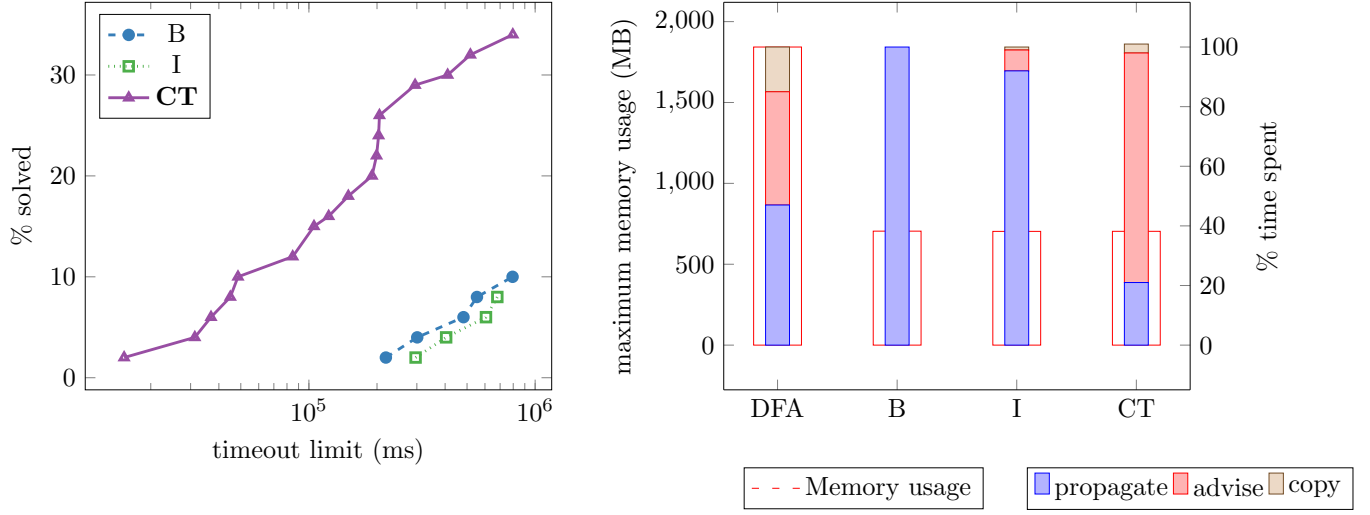 B
I
CT
30
20
10
0
% solved
10^5
10^6
timeout limit (ms)
2,000
1,500
1,000
500
0
maximum memory usage (MB)
100
80
60
40
20
0
% time spent
DFA
B
I
CT
Memory usage
propagate advise copy